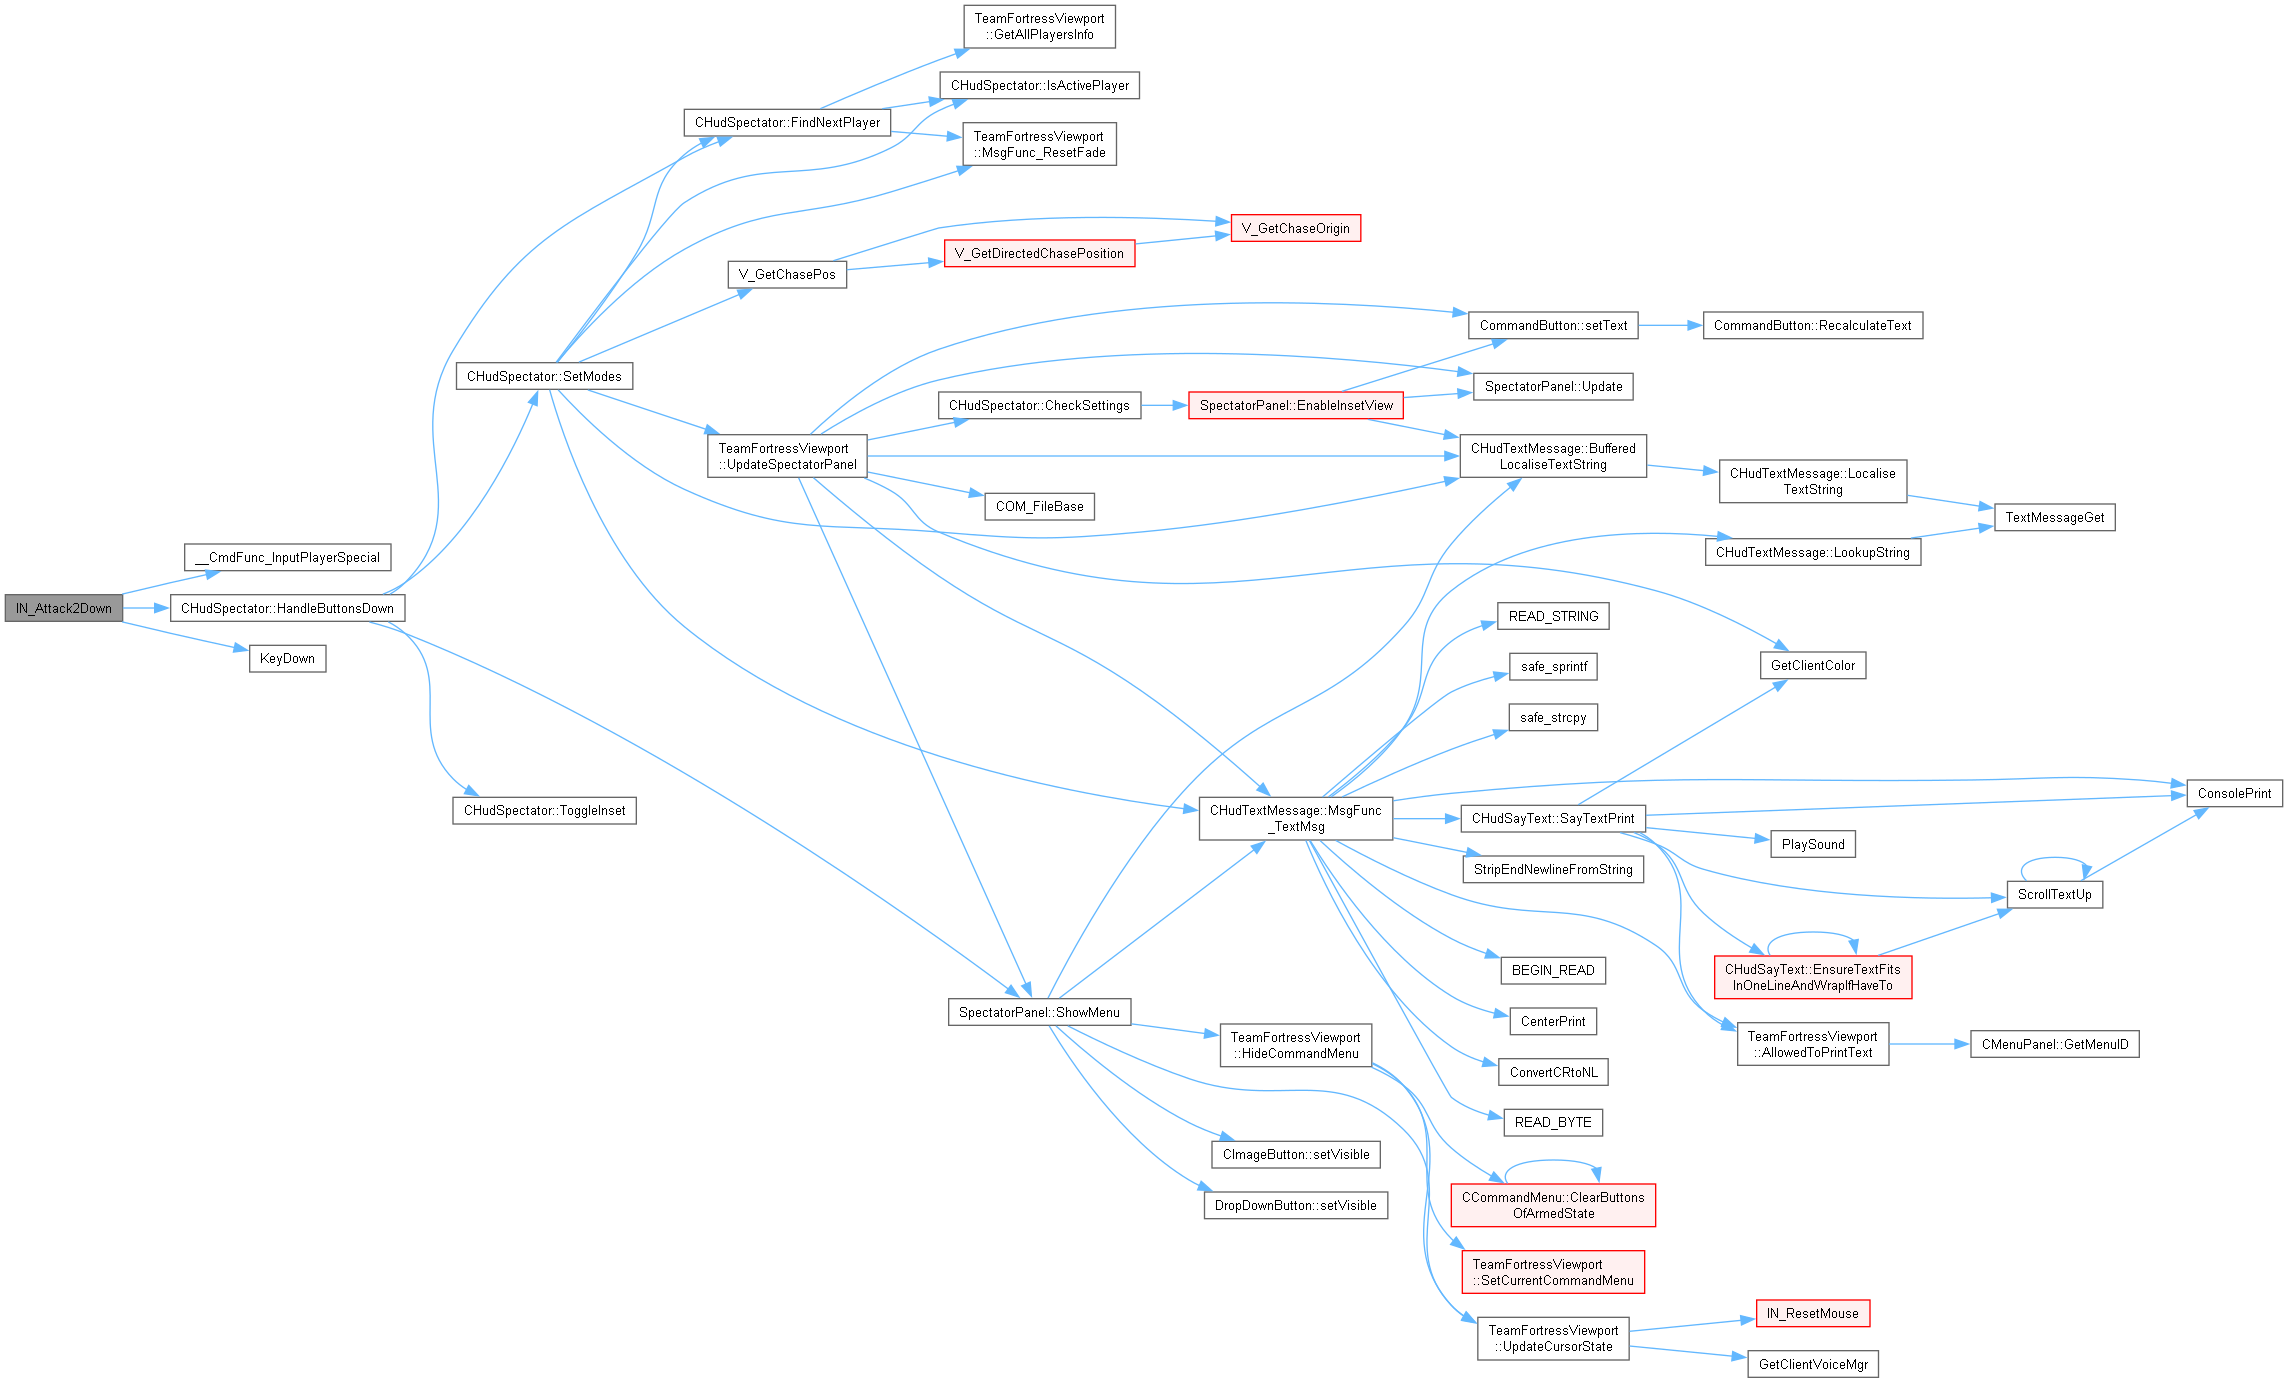 TeamFortressViewport
::GetAllPlayersInfo
CHudSpectator::IsActivePlayer
CHudSpectator::FindNextPlayer
TeamFortressViewport
::MsgFunc_ResetFade
V_GetChaseOrigin
V_GetDirectedChasePosition
V_GetChasePos
CommandButton::setText
CommandButton::RecalculateText
CHudSpectator::SetModes
SpectatorPanel::Update
CHudSpectator::CheckSettings
SpectatorPanel::EnableInsetView
TeamFortressViewport
::UpdateSpectatorPanel
CHudTextMessage::Buffered
LocaliseTextString
CHudTextMessage::Localise
TextString
COM_FileBase
TextMessageGet
CHudTextMessage::LookupString
__CmdFunc_InputPlayerSpecial
IN_Attack2Down
CHudSpectator::HandleButtonsDown
READ_STRING
KeyDown
safe_sprintf
GetClientColor
safe_strcpy
ConsolePrint
CHudSpectator::ToggleInset
CHudTextMessage::MsgFunc
_TextMsg
CHudSayText::SayTextPrint
PlaySound
StripEndNewlineFromString
ScrollTextUp
BEGIN_READ
CHudSayText::EnsureTextFits
InOneLineAndWrapIfHaveTo
SpectatorPanel::ShowMenu
CenterPrint
TeamFortressViewport
::HideCommandMenu
TeamFortressViewport
::AllowedToPrintText
CMenuPanel::GetMenuID
ConvertCRtoNL
READ_BYTE
CImageButton::setVisible
DropDownButton::setVisible
CCommandMenu::ClearButtons
OfArmedState
TeamFortressViewport
::SetCurrentCommandMenu
IN_ResetMouse
TeamFortressViewport
::UpdateCursorState
GetClientVoiceMgr